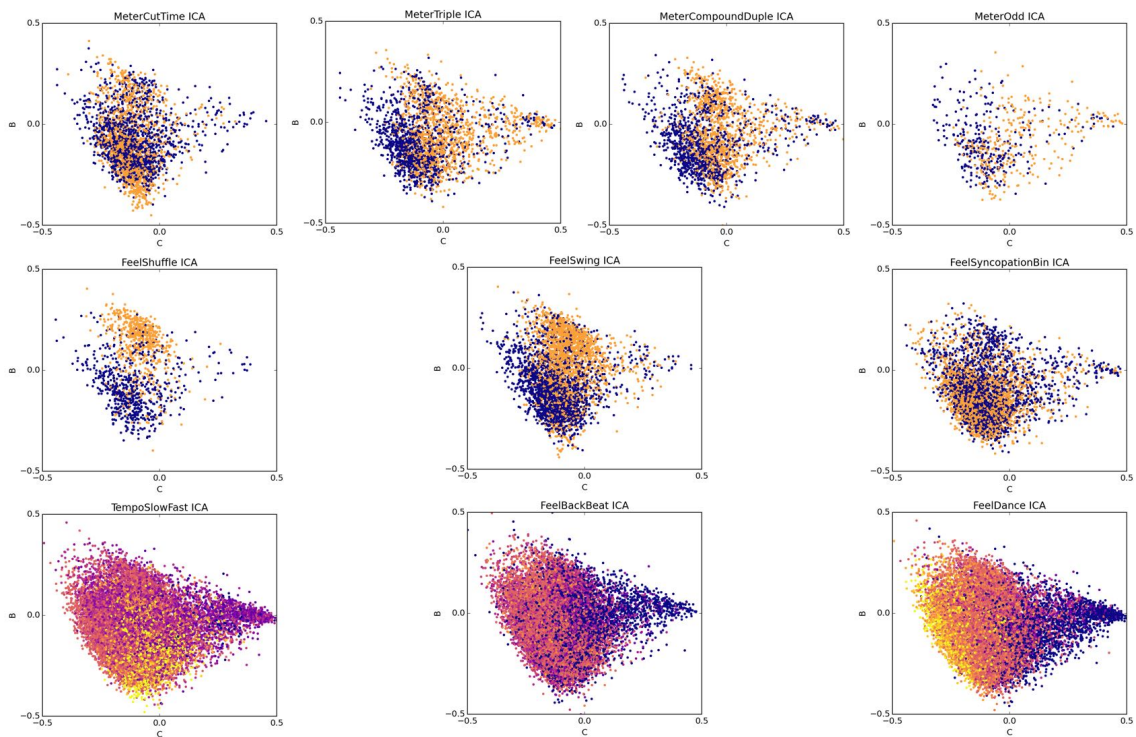 MeterCutTime ICA
0.5
B
0.0
−0.5
−0.5
0.0
0.5
C
MeterTriple ICA
0.5
B
0.0
−0.5
−0.5
0.0
0.5
C
MeterCompoundDuple ICA
0.5
B
0.0
−0.5
−0.5
0.0
0.5
C
MeterOdd ICA
0.5
B
0.0
−0.5
−0.5
0.0
0.5
C
FeelShuffle ICA
0.5
B
0.0
−0.5
−0.5
0.0
0.5
C
FeelSwing ICA
0.5
B
0.0
−0.5
−0.5
0.0
0.5
C
FeelSyncopationBin ICA
0.5
B
0.0
−0.5
−0.5
0.0
0.5
C
TempoSlowFast ICA
0.5
B
0.0
−0.5
−0.5
0.0
0.5
C
FeelBackBeat ICA
0.5
B
0.0
−0.5
−0.5
0.0
0.5
C
FeelDance ICA
0.5
B
0.0
−0.5
−0.5
0.0
0.5
C